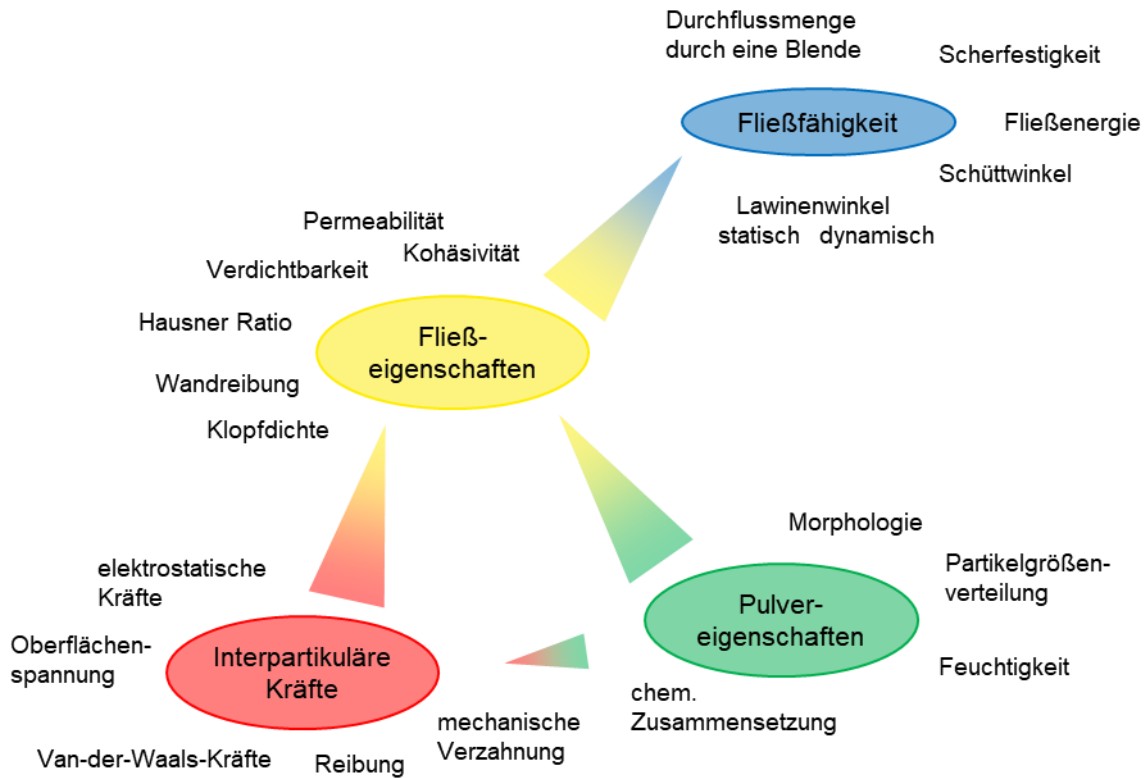 Durchflussmenge
durch eine Blende
Scherfestigkeit
Fließfähigkeit
Fließenergie
Schüttwinkel
Lawinenwinkel
statisch dynamisch
Permeabilität
Kohäsivität
Verdichtbarkeit
Hausner Ratio
Fließ-
eigenschaften
Wandreibung
Klopfdichte
Morphologie
elektrostatische
Kräfte
Partikelgrößen-
verteilung
Pulver-
eigenschaften
Oberflächen-
spannung
Interpartikuläre
Kräfte
Feuchtigkeit
chem.
Zusammensetzung
mechanische
Verzahnung
Van-der-Waals-Kräfte
Reibung